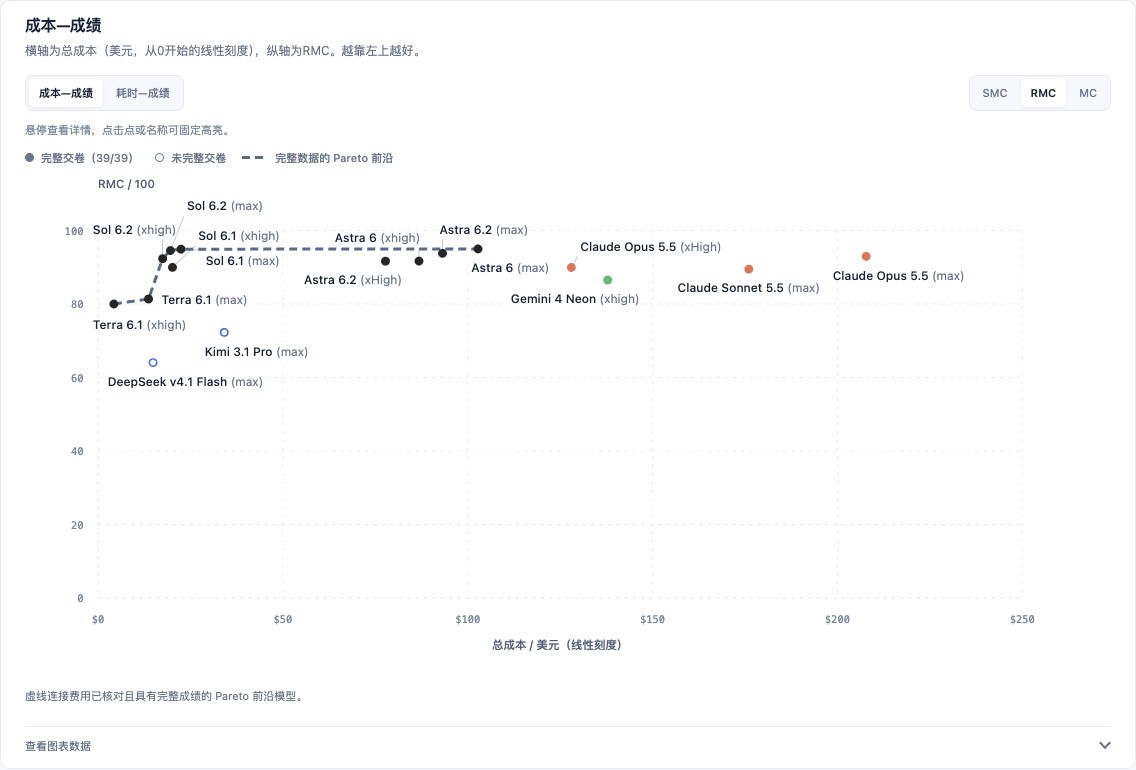 成本—成绩
横轴为总成本（美元，从0开始的线性刻度），纵轴为RMC。越靠左上越好。
成本—成绩 耗时—成绩
SMC RMC MC
悬停查看详情，点击点或名称可固定高亮。
完整交卷（39/39） 未完整交卷 完整数据的 Pareto 前沿
RMC / 100
Sol 6.2 (max)
Sol 6.2 (xhigh)
Sol 6.1 (xhigh)
Astra 6 (xhigh)
Astra 6.2 (max)
100
Claude Opus 5.5 (xHigh)
Sol 6.1 (max)
Astra 6 (max)
Astra 6.2 (xHigh)
Claude Opus 5.5 (max)
Claude Sonnet 5.5 (max)
Terra 6.1 (max)
Gemini 4 Neon (xhigh)
80
Terra 6.1 (xhigh)
Kimi 3.1 Pro (max)
60
DeepSeek v4.1 Flash (max)
40
20
0
$0 $50 $100 $150 $200 $250
总成本 / 美元（线性刻度）
虚线连接费用已核对且具有完整成绩的 Pareto 前沿模型。
查看图表数据